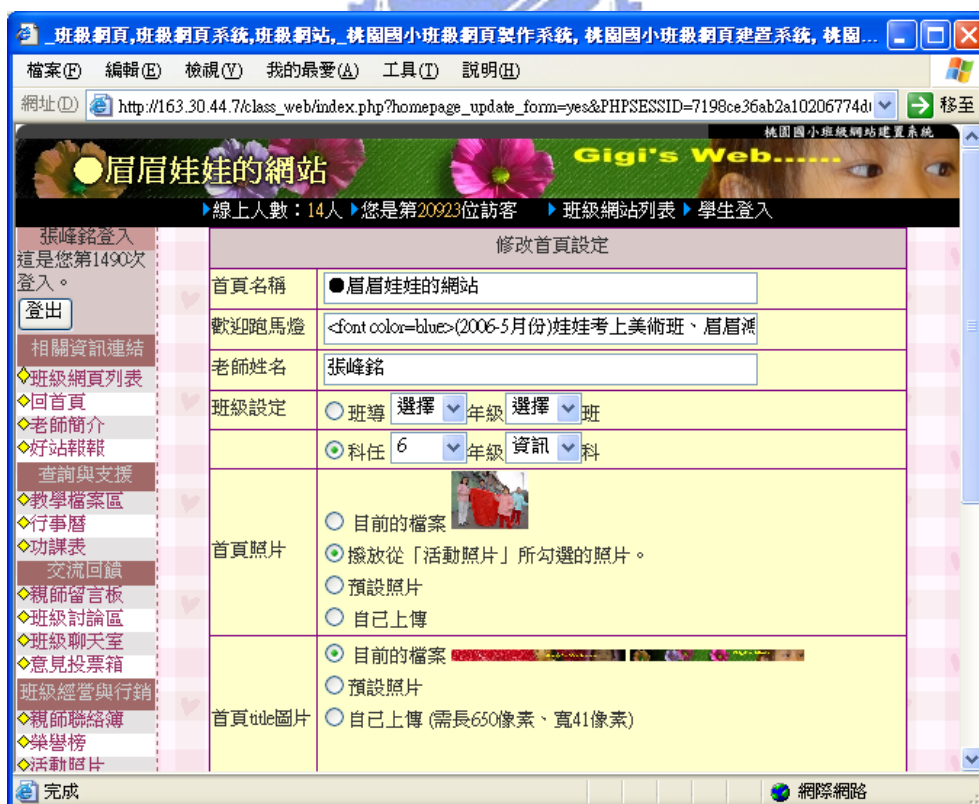 _班級網頁,班級網頁系統,班級網站,_桃園國小班級網頁製作系統, 桃園國小班級網頁建置系統, 桃園...
檔案(F) 編輯(E) 檢視(V) 我的最愛(A) 工具(T) 說明(H)
網址(D) http://163.30.44.7/class_web/index.php?homepage_update_form=yes&PHPSESSID=7198ce36ab2a10206774d 移至
桃園國小班級網站建置系統
●眉眉娃娃的網站 Gigi's Web......
線上人數：14人 您是第20923位訪客 班級網站列表 學生登入
張峰銘登入
這是您第1490次
登入。
登出
相關資訊連結
班級網頁列表
回首頁
老師簡介
好站報報
查詢與支援
教學檔案區
行事曆
功課表
交流回饋
親師留言板
班級討論區
班級聊天室
意見投票箱
班級經營與行銷
親師聯絡簿
榮譽榜
活動照片
修改首頁設定
首頁名稱 ●眉眉娃娃的網站
歡迎跑馬燈 <font color=blue>(2006-5月份)娃娃考上美術班、眉眉
老師姓名 張峰銘
班級設定 班導 選擇 年級 選擇 班
科任 6 年級 資訊 科
首頁照片
目前的檔案
撥放從「活動照片」所勾選的照片。
預設照片
自己上傳
首頁title圖片
目前的檔案
預設照片
自己上傳 (需長650像素、寬41像素)
完成 網際網路